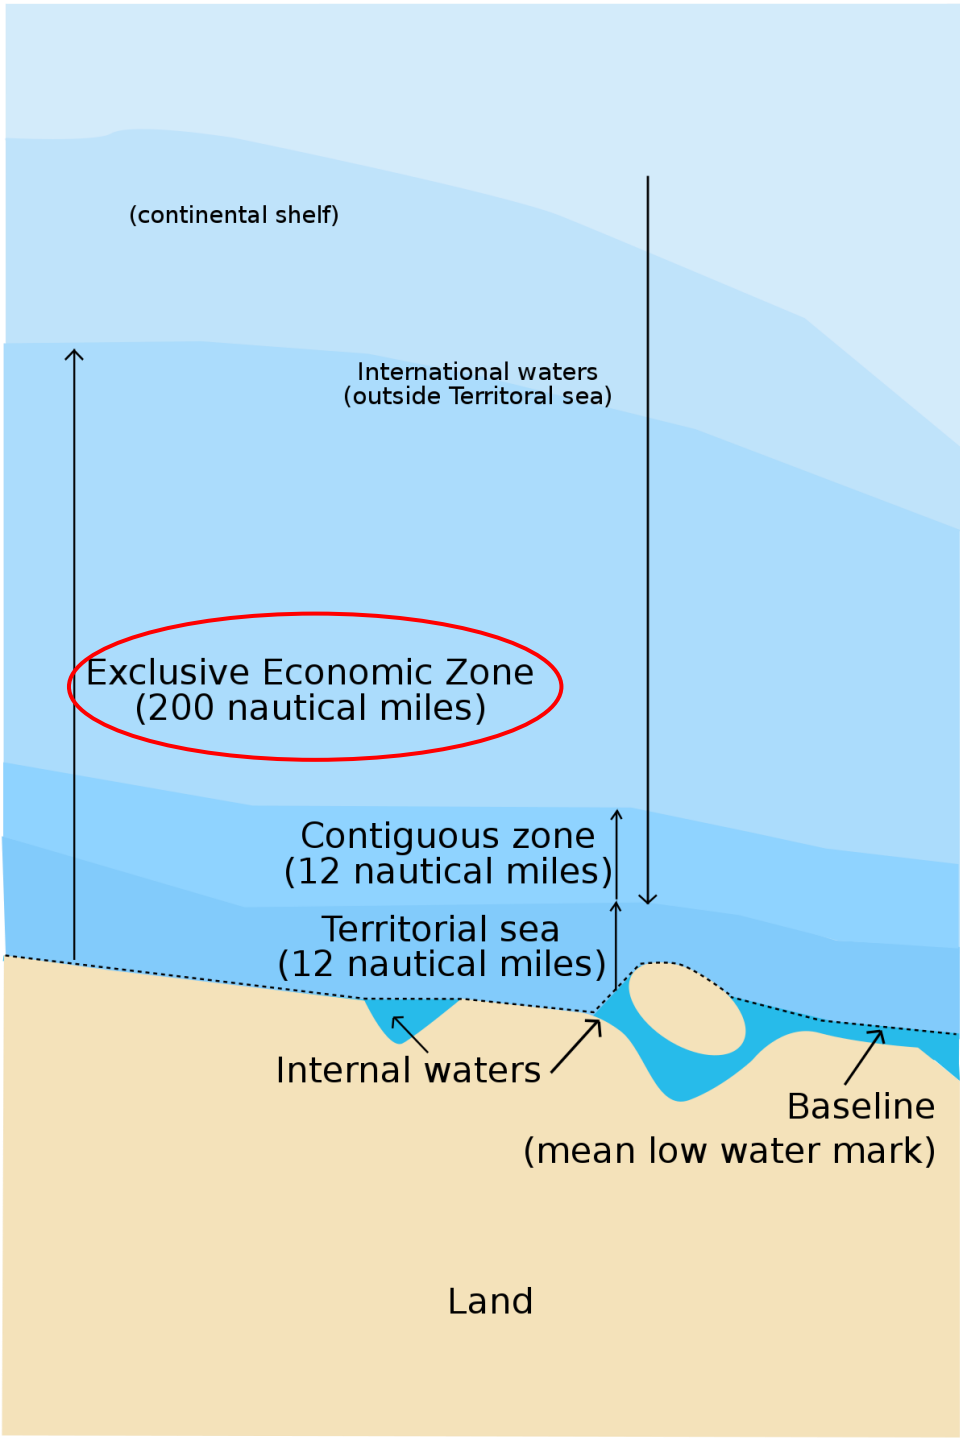 (continental shelf)
International waters
(outside Territoral sea)
Exclusive Economic Zone
(200 nautical miles)
Contiguous zone
(12 nautical miles)
Territorial sea
(12 nautical miles)
Internal waters
Baseline
(mean low water mark)
Land